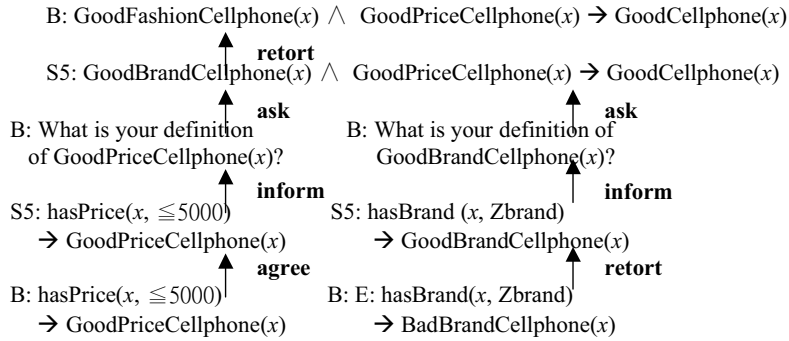 B: GoodFashionCellphone(x) ∧ GoodPriceCellphone(x) → GoodCellphone(x)
retort
S5: GoodBrandCellphone(x) ∧ GoodPriceCellphone(x) → GoodCellphone(x)
ask ask
B: What is your definition B: What is your definition of
of GoodPriceCellphone(x)? GoodBrandCellphone(x)?
inform inform
S5: hasPrice(x, ≦5000) S5: hasBrand (x, Zbrand)
→ GoodPriceCellphone(x) → GoodBrandCellphone(x)
agree retort
B: hasPrice(x, ≦5000) B: E: hasBrand(x, Zbrand)
→ GoodPriceCellphone(x) → BadBrandCellphone(x)